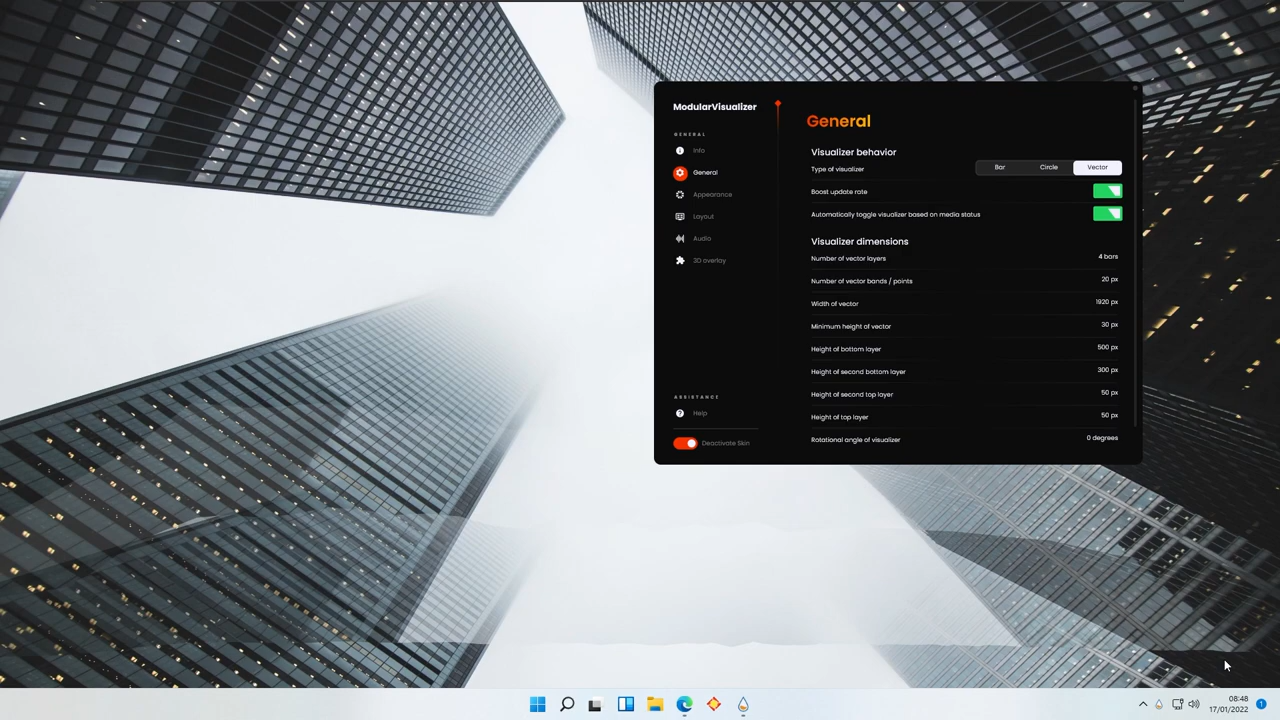 ModularVisualizer
GENERAL
Info
General
Appearance
Layout
Audio
3D overlay
ASSISTANCE
Help
Deactivate Skin
General
Visualizer behavior
Type of visualizer Bar Circle Vector
Boost update rate
Automatically toggle visualizer based on media status
Visualizer dimensions
Number of vector layers 4 bars
Number of vector bands / points 20 px
Width of vector 1920 px
Minimum height of vector 30 px
Height of bottom layer 500 px
Height of second bottom layer 300 px
Height of second top layer 50 px
Height of top layer 50 px
Rotational angle of visualizer 0 degrees
08:48
17/01/2022
1